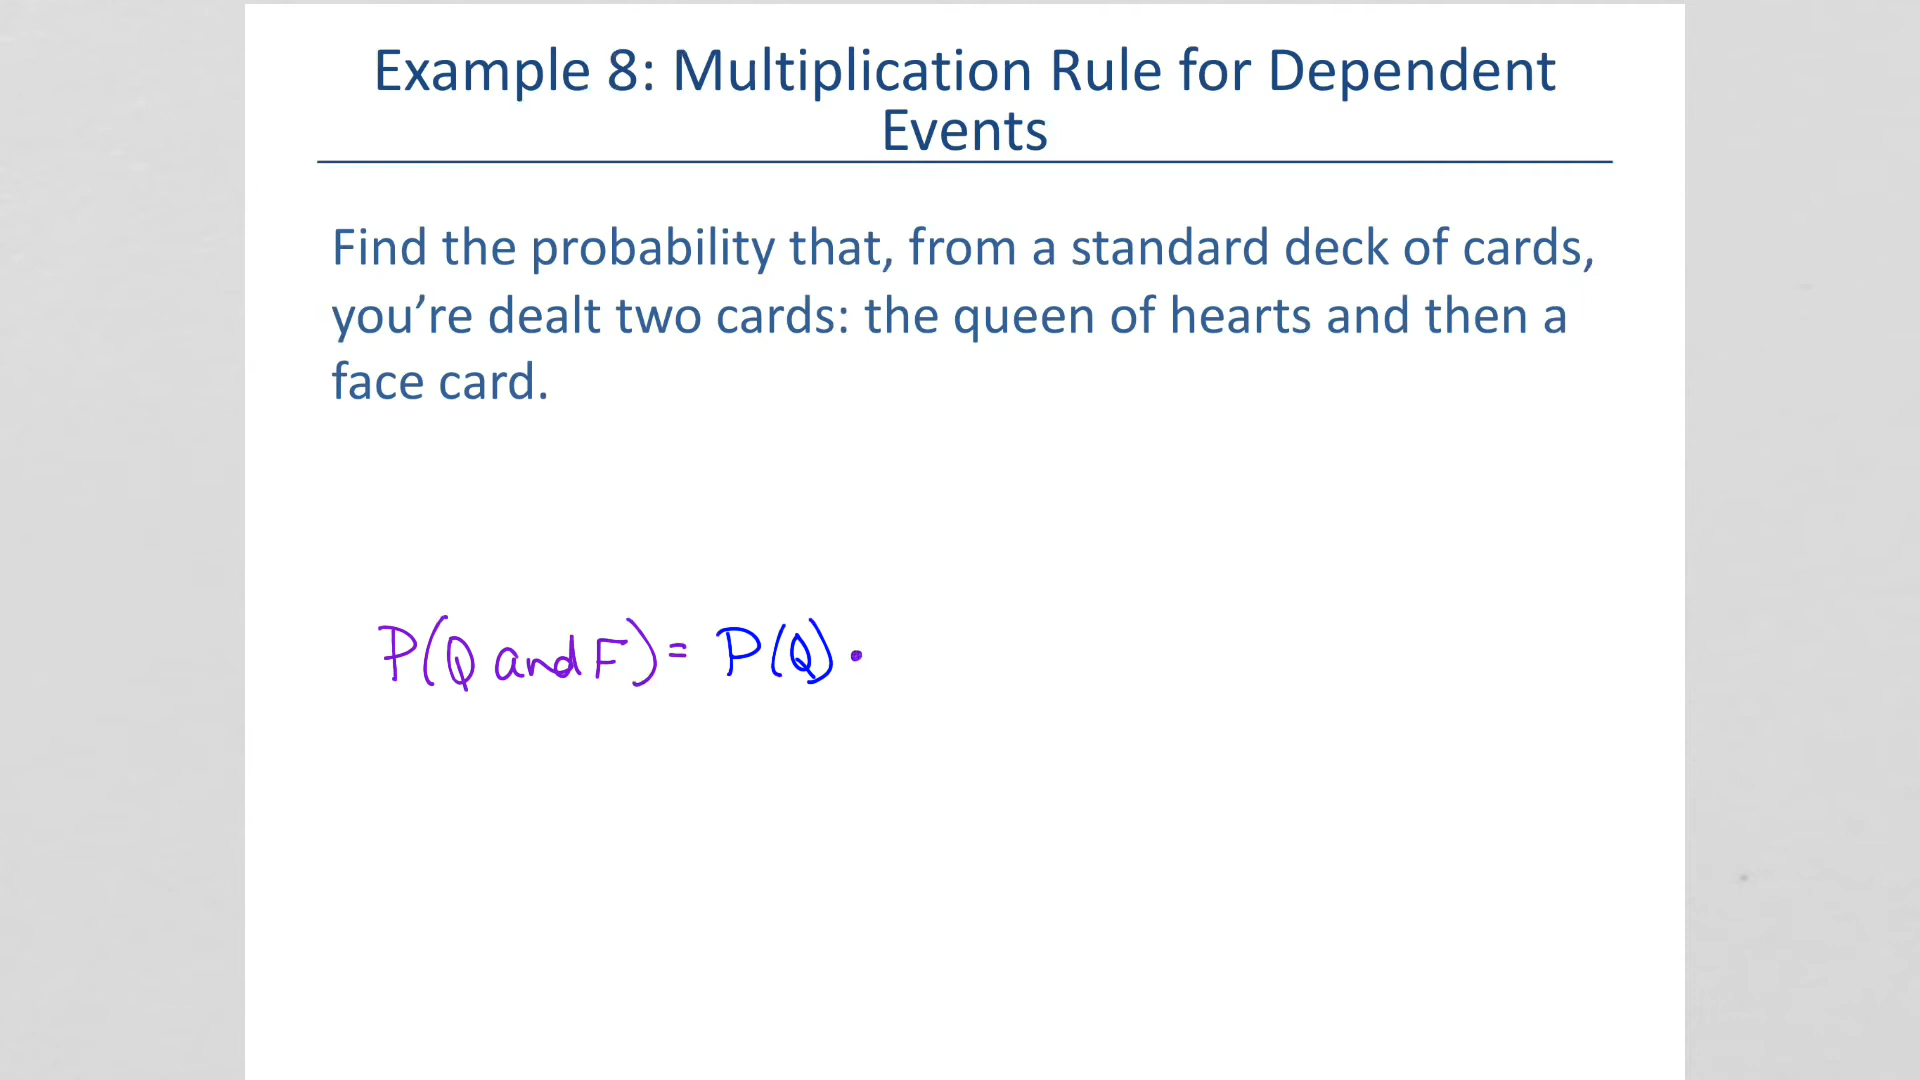 Example 8: Multiplication Rule for Dependent
Events
Find the probability that, from a standard deck of cards,
you’re dealt two cards: the queen of hearts and then a
face card.
P(Q and F) = P(Q) •